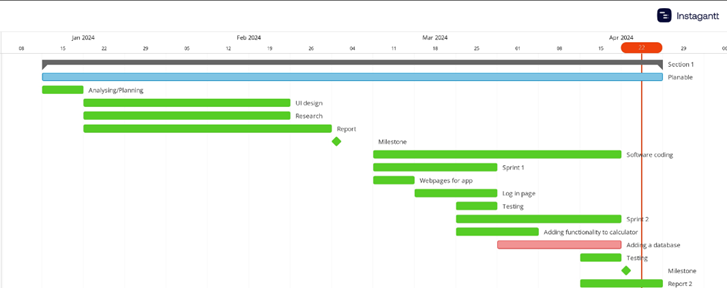 Instagantt
Jan 2024 Feb 2024 Mar 2024 Apr 2024
08 15 22 29 05 12 19 26 04 11 18 25 01 08 15 22 29
Section 1
Planable
Analysing/Planning
UI design
Research
Report
Milestone
Software coding
Sprint 1
Webpages for app
Log in page
Testing
Sprint 2
Adding functionality to calculator
Adding a database
Testing
Milestone
Report 2